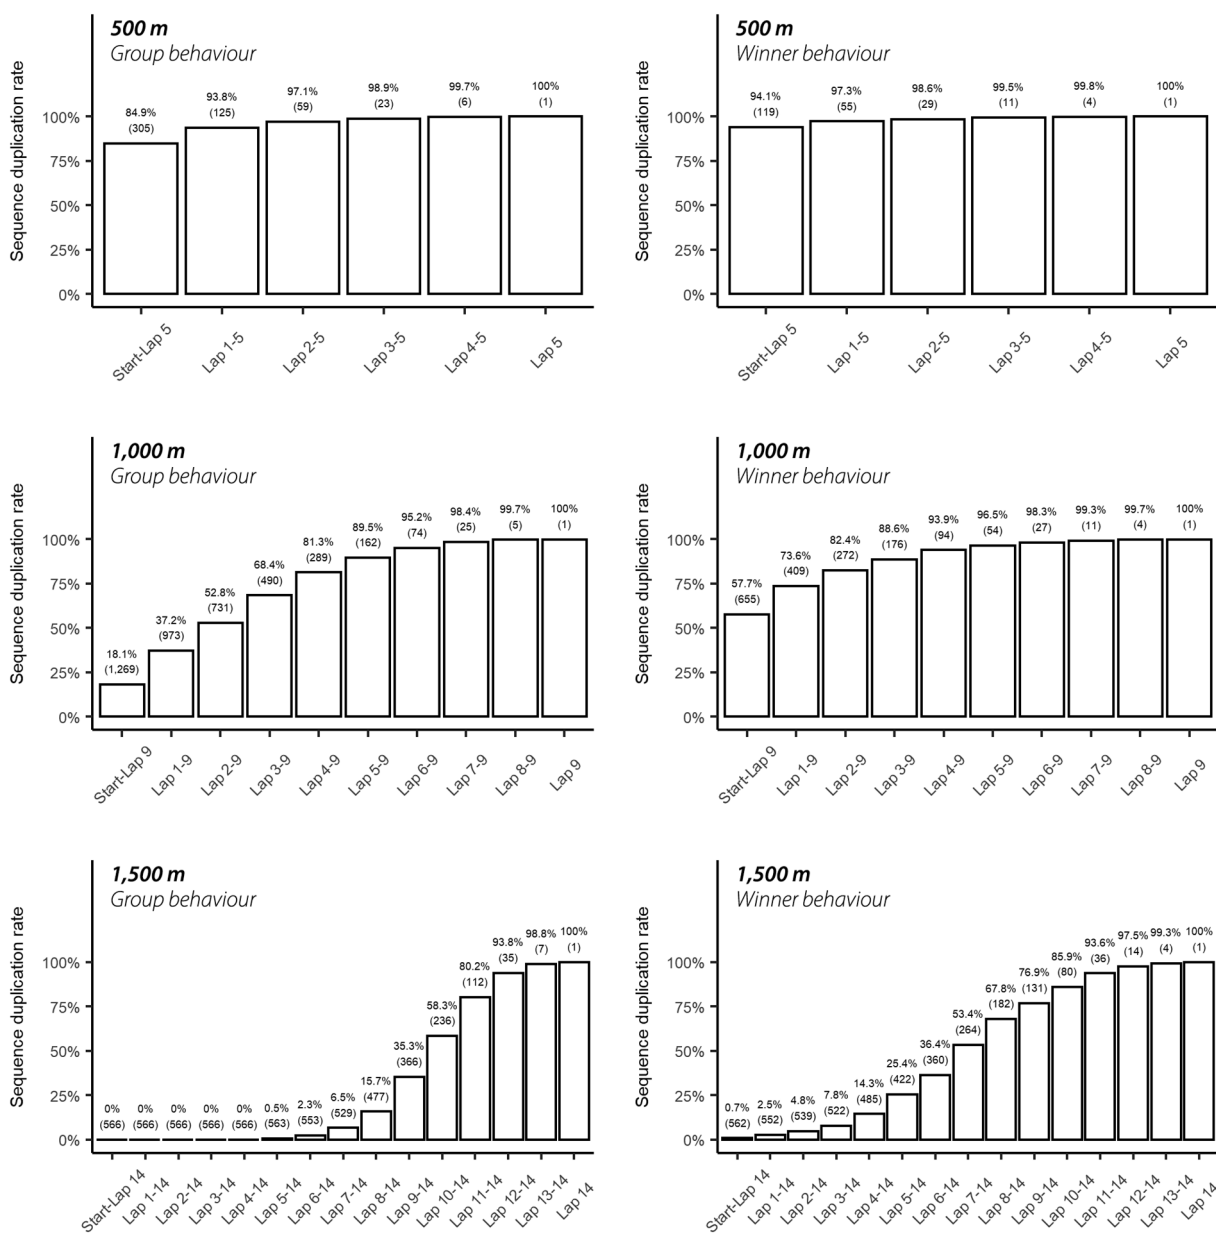 500 m
Group behaviour
Sequence duplication rate
100%
75%
50%
25%
0%
84.9%
(305)
93.8%
(125)
97.1%
(59)
98.9%
(23)
99.7%
(6)
100%
(1)
Start-Lap 5
Lap 1-5
Lap 2-5
Lap 3-5
Lap 4-5
Lap 5
500 m
Winner behaviour
Sequence duplication rate
100%
75%
50%
25%
0%
94.1%
(119)
97.3%
(55)
98.6%
(29)
99.5%
(11)
99.8%
(4)
100%
(1)
Start-Lap 5
Lap 1-5
Lap 2-5
Lap 3-5
Lap 4-5
Lap 5
1,000 m
Group behaviour
Sequence duplication rate
100%
75%
50%
25%
0%
18.1%
(1,269)
37.2%
(973)
52.8%
(731)
68.4%
(490)
81.3%
(289)
89.5%
(162)
95.2%
(74)
98.4%
(25)
99.7%
(5)
100%
(1)
Start-Lap 9
Lap 1-9
Lap 2-9
Lap 3-9
Lap 4-9
Lap 5-9
Lap 6-9
Lap 7-9
Lap 8-9
Lap 9
1,000 m
Winner behaviour
Sequence duplication rate
100%
75%
50%
25%
0%
57.7%
(655)
73.6%
(409)
82.4%
(272)
88.6%
(176)
93.9%
(94)
96.5%
(54)
98.3%
(27)
99.3%
(11)
99.7%
(4)
100%
(1)
Start-Lap 9
Lap 1-9
Lap 2-9
Lap 3-9
Lap 4-9
Lap 5-9
Lap 6-9
Lap 7-9
Lap 8-9
Lap 9
1,500 m
Group behaviour
Sequence duplication rate
100%
75%
50%
25%
0%
0%
(566)
0%
(566)
0%
(566)
0%
(566)
0%
(566)
0.5%
(563)
2.3%
(553)
6.5%
(529)
15.7%
(477)
35.3%
(366)
58.3%
(236)
80.2%
(112)
93.8%
(35)
98.8%
(7)
100%
(1)
Start-Lap 14
Lap 1-14
Lap 2-14
Lap 3-14
Lap 4-14
Lap 5-14
Lap 6-14
Lap 7-14
Lap 8-14
Lap 9-14
Lap 10-14
Lap 11-14
Lap 12-14
Lap 13-14
Lap 14
1,500 m
Winner behaviour
Sequence duplication rate
100%
75%
50%
25%
0%
0.7%
(562)
2.5%
(552)
4.8%
(539)
7.8%
(522)
14.3%
(485)
25.4%
(422)
36.4%
(360)
53.4%
(264)
67.8%
(182)
76.9%
(131)
85.9%
(80)
93.6%
(36)
97.5%
(14)
99.3%
(4)
100%
(1)
Start-Lap 14
Lap 1-14
Lap 2-14
Lap 3-14
Lap 4-14
Lap 5-14
Lap 6-14
Lap 7-14
Lap 8-14
Lap 9-14
Lap 10-14
Lap 11-14
Lap 12-14
Lap 13-14
Lap 14